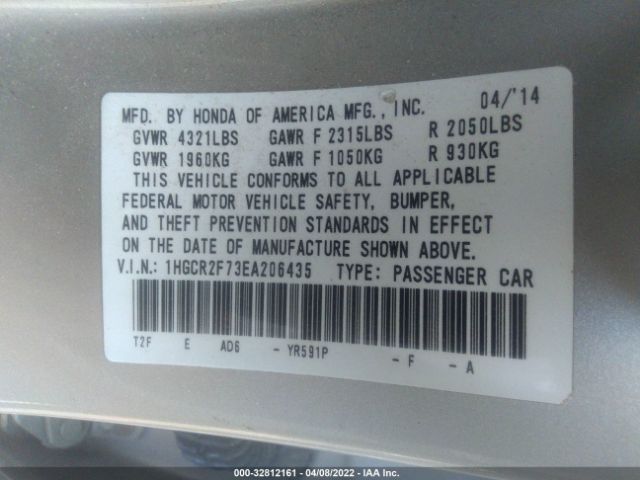 MFD. BY HONDA OF AMERICA MFG., INC. 04/'14
GVWR 4321LBS GAWR F 2315LBS R 2050LBS
GVWR 1960KG GAWR F 1050KG R 930KG
THIS VEHICLE CONFORMS TO ALL APPLICABLE
FEDERAL MOTOR VEHICLE SAFETY, BUMPER,
AND THEFT PREVENTION STANDARDS IN EFFECT
ON THE DATE OF MANUFACTURE SHOWN ABOVE.
V.I.N.: 1HGCR2F73EA206435 TYPE: PASSENGER CAR
T2F E AD6 - YR591P - F - A
000-32812161 - 04/08/2022 - IAA Inc.